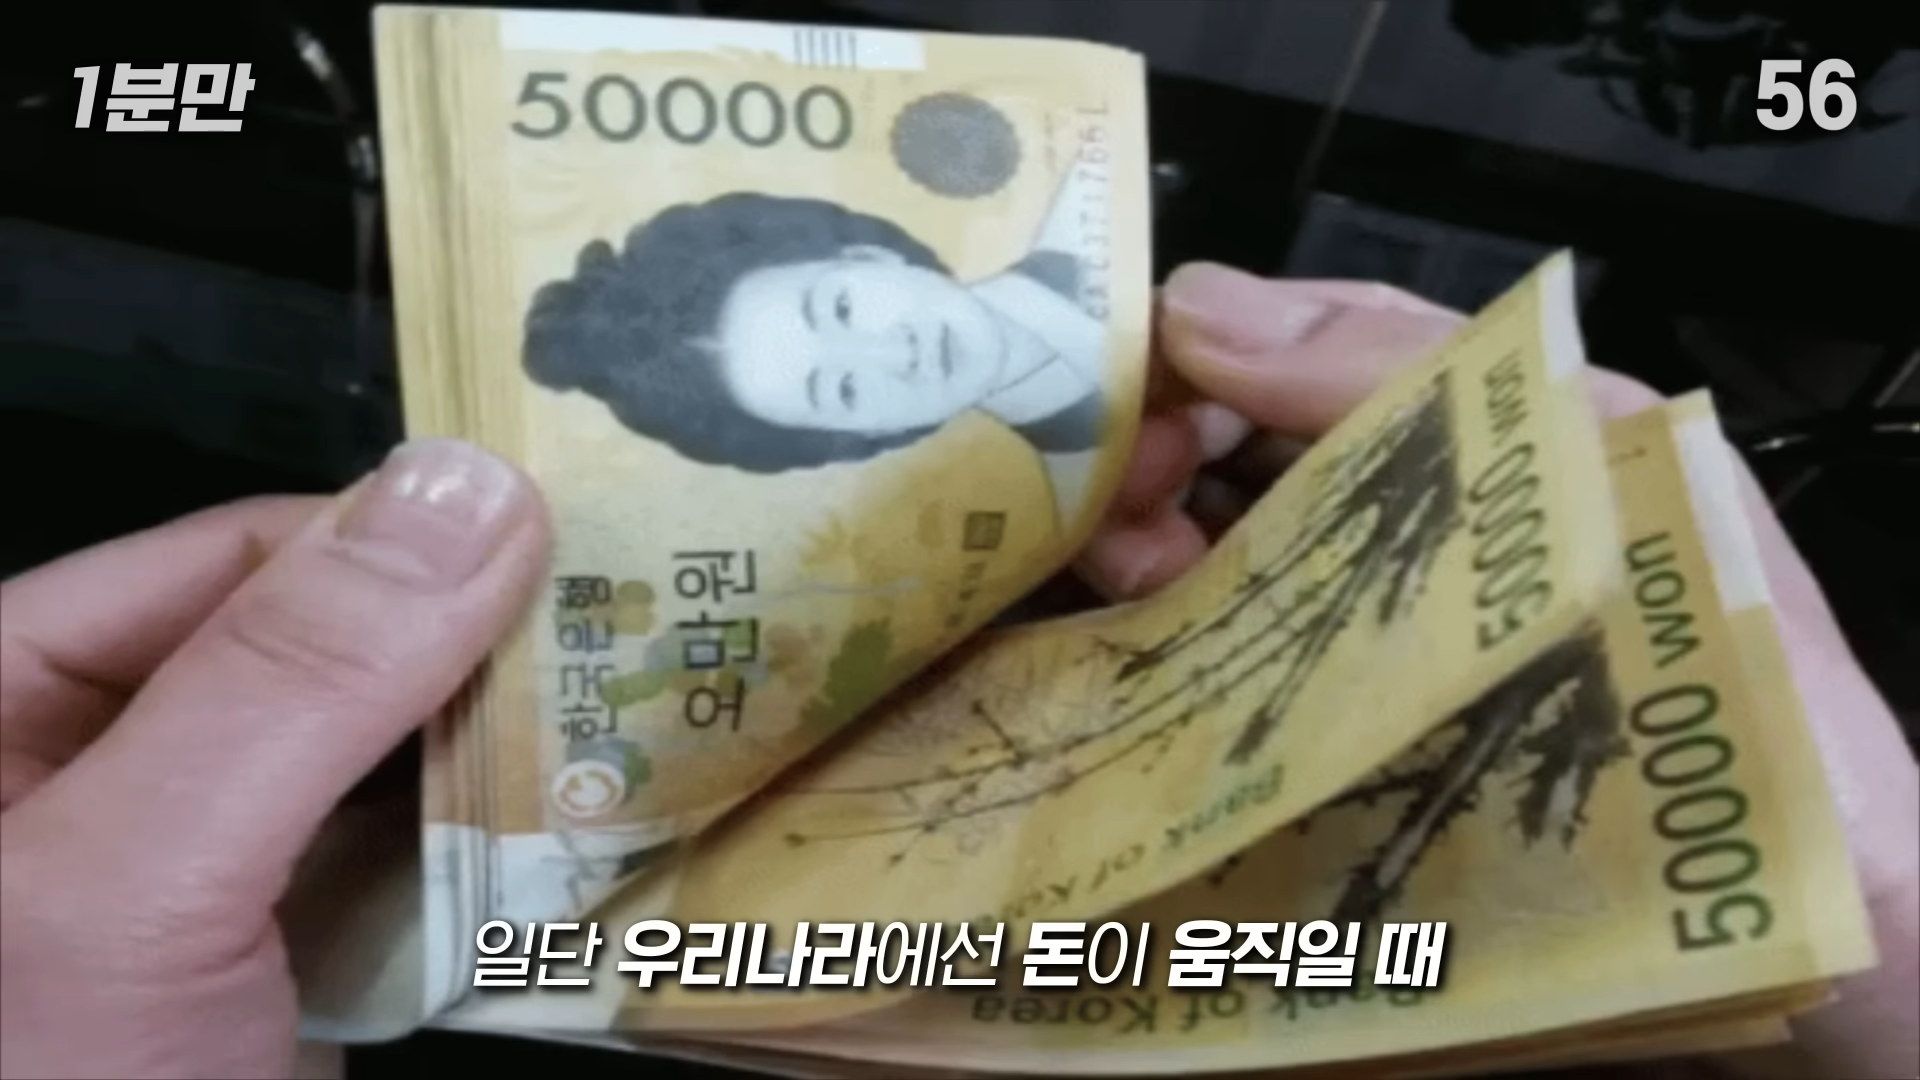 1분만
56
50000
한국은행
오만원
50000 won
50000 won
Bank of Korea
Bank of Korea
일단 우리나라에선 돈이 움직일 때